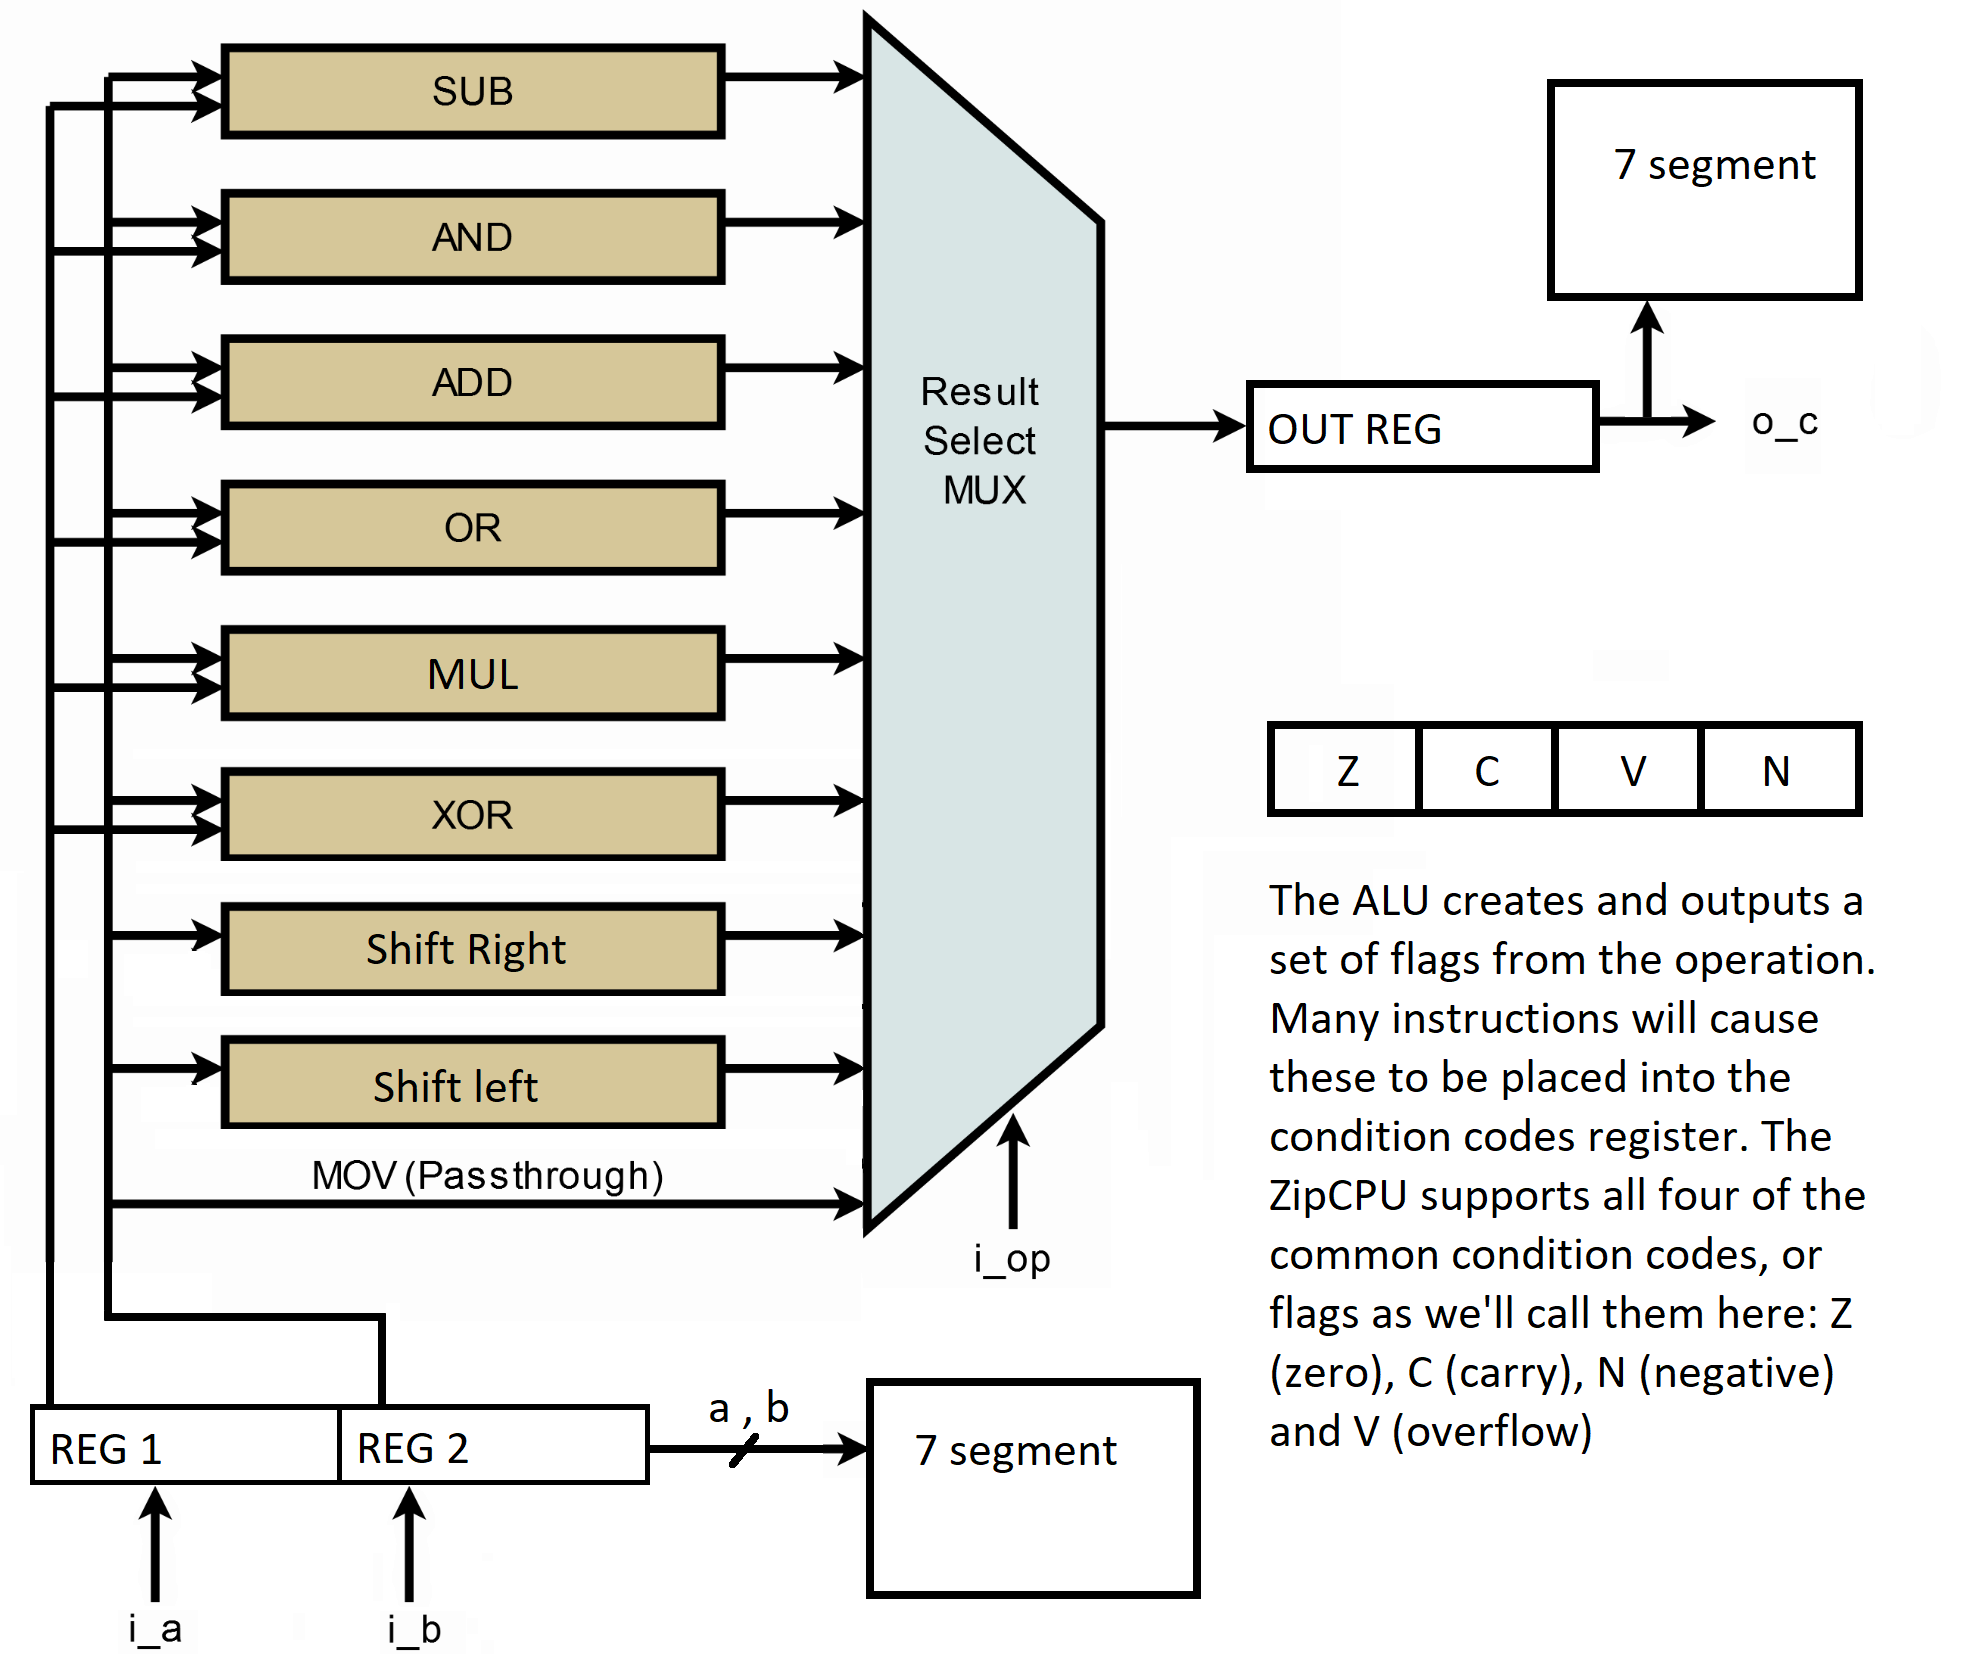 SUB
AND
ADD
OR
MUL
XOR
Shift Right
Shift left
MOV (Passthrough)
Result
Select
MUX
i_op
OUT REG
o_c
7 segment
Z C V N
The ALU creates and outputs a
set of flags from the operation.
Many instructions will cause
these to be placed into the
condition codes register. The
ZipCPU supports all four of the
common condition codes, or
flags as we'll call them here: Z
(zero), C (carry), N (negative)
and V (overflow)
REG 1
REG 2
a , b
7 segment
i_a
i_b